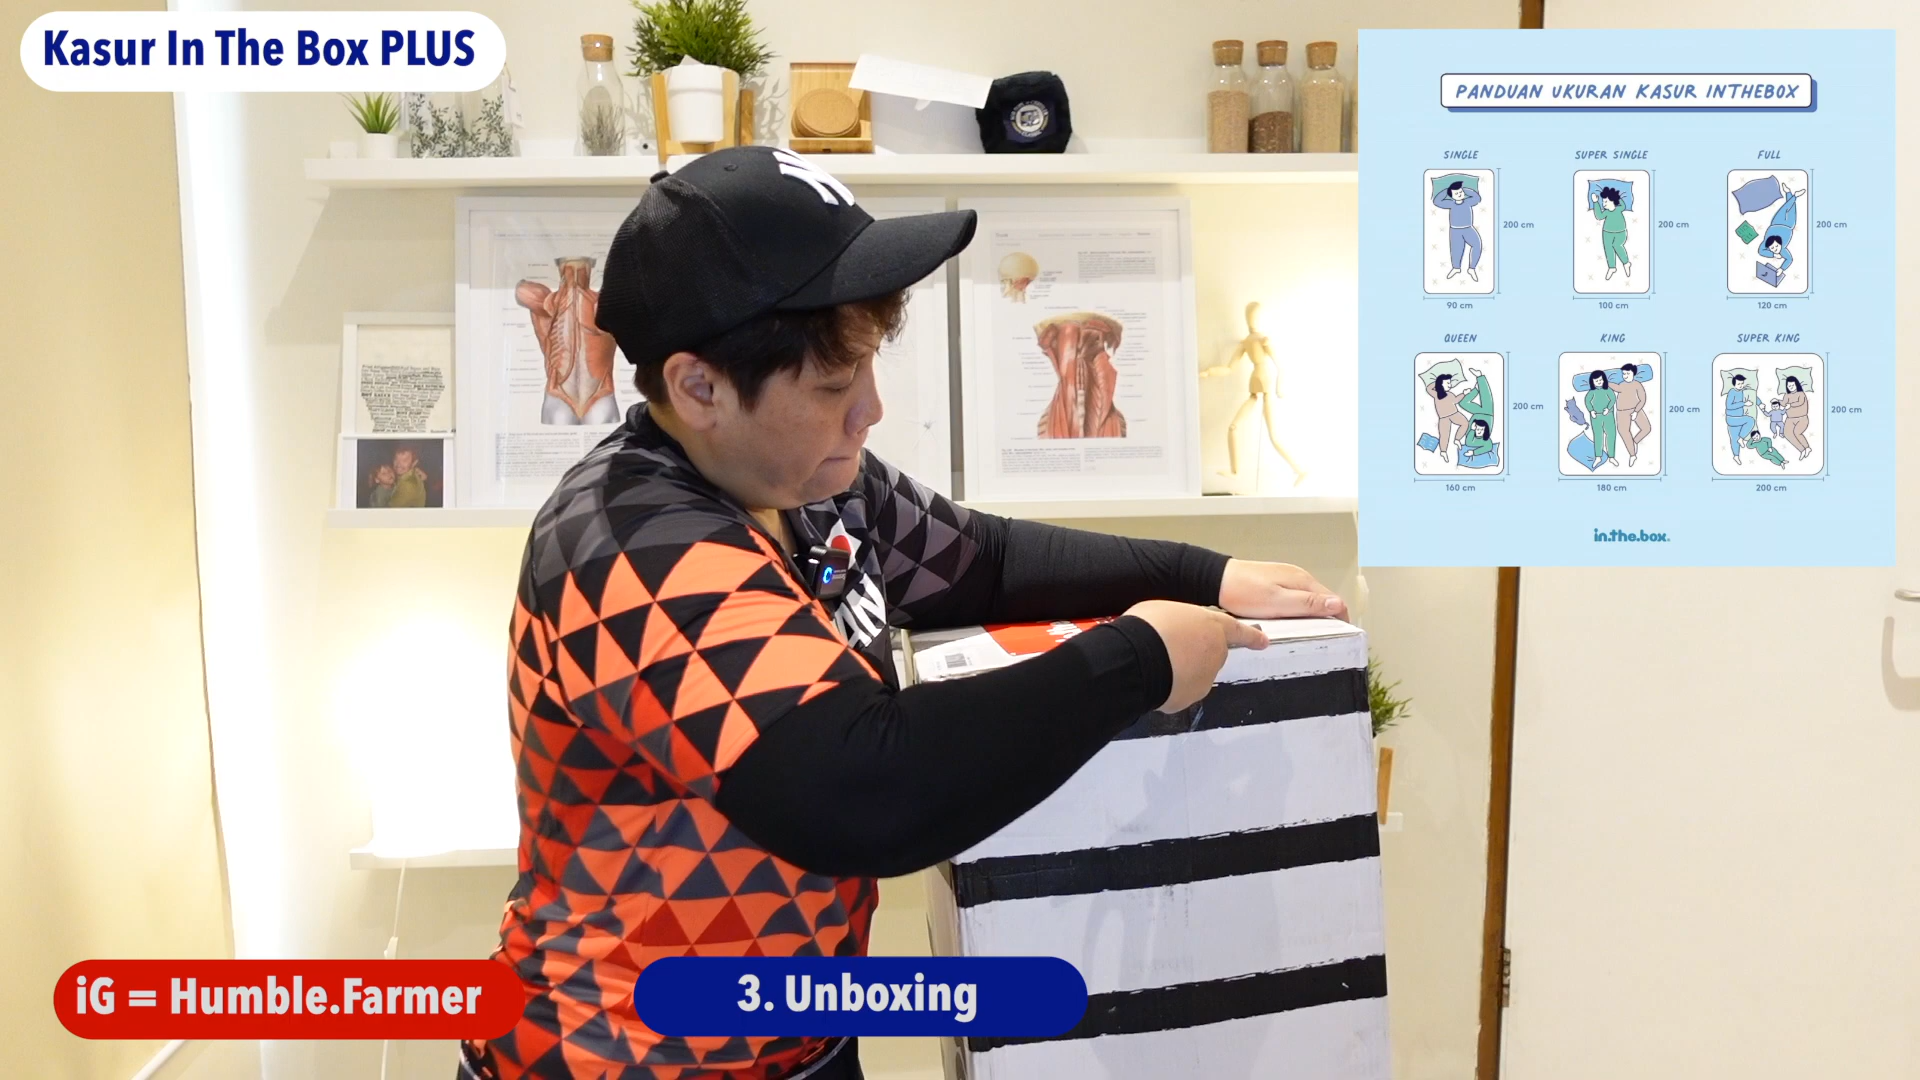 Kasur In The Box PLUS
PANDUAN UKURAN KASUR INTHEBOX
SINGLE
SUPER SINGLE
FULL
200 cm
200 cm
200 cm
90 cm
100 cm
120 cm
QUEEN
KING
SUPER KING
200 cm
200 cm
200 cm
160 cm
180 cm
200 cm
in.the.box.
iG = Humble.Farmer
3. Unboxing